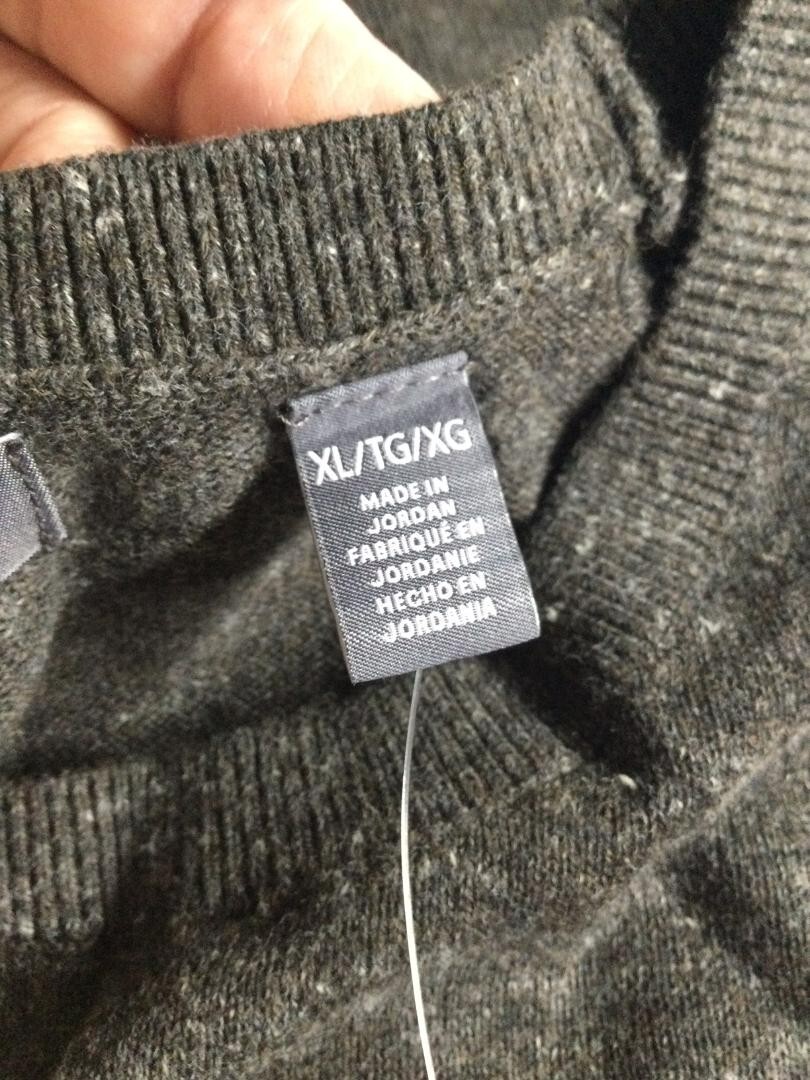 XL/TG/XG
MADE IN
JORDAN
FABRIQUÉ EN
JORDANIE
HECHO EN
JORDANIA